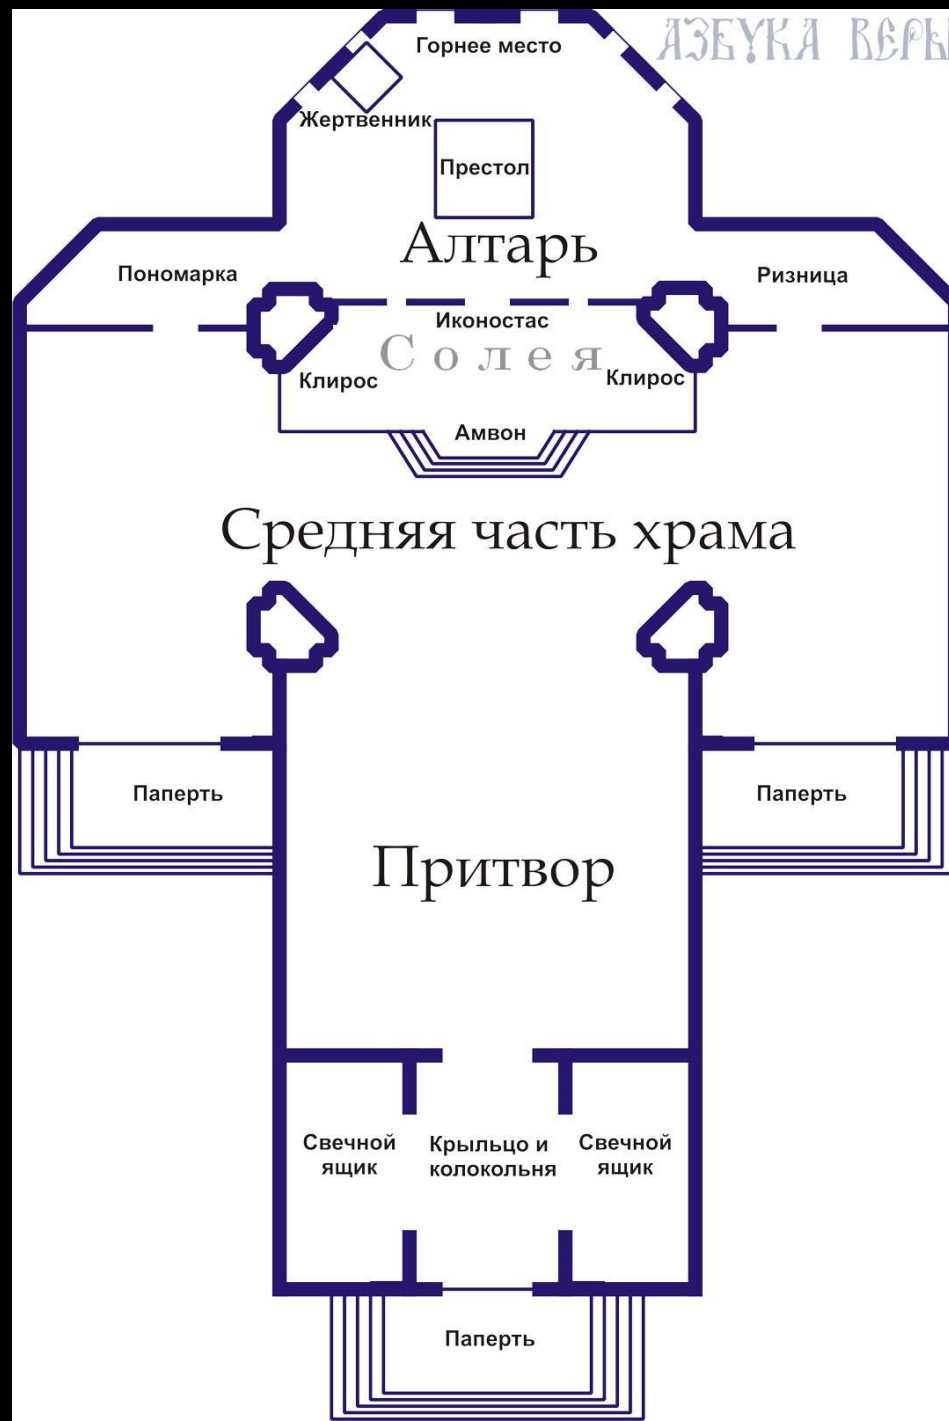 АЗБУКА ВЕРЫ
Горнее место
Жертвенник
Престол
Алтарь
Пономарка
Ризница
Иконостас
Солея
Клирос
Клирос
Амвон
Средняя часть храма
Паперть
Паперть
Притвор
Свечной
ящик
Крыльцо и
колокольня
Свечной
ящик
Паперть